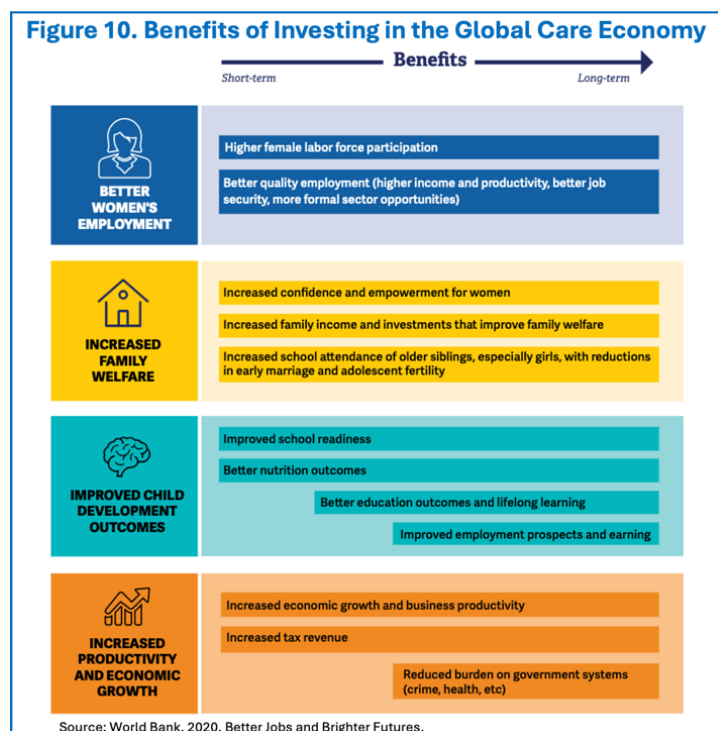 Figure 10. Benefits of Investing in the Global Care Economy
Benefits
Short-term
Long-term
BETTER
WOMEN'S
EMPLOYMENT
Higher female labor force participation
Better quality employment (higher income and productivity, better job
security, more formal sector opportunities)
INCREASED
FAMILY
WELFARE
Increased confidence and empowerment for women
Increased family income and investments that improve family welfare
Increased school attendance of older siblings, especially girls, with reductions
in early marriage and adolescent fertility
IMPROVED CHILD
DEVELOPMENT
OUTCOMES
Improved school readiness
Better nutrition outcomes
Better education outcomes and lifelong learning
Improved employment prospects and earning
INCREASED
PRODUCTIVITY
AND ECONOMIC
GROWTH
Increased economic growth and business productivity
Increased tax revenue
Reduced burden on government systems
(crime, health, etc)
Source: World Bank, 2020, Better Jobs and Brighter Futures.